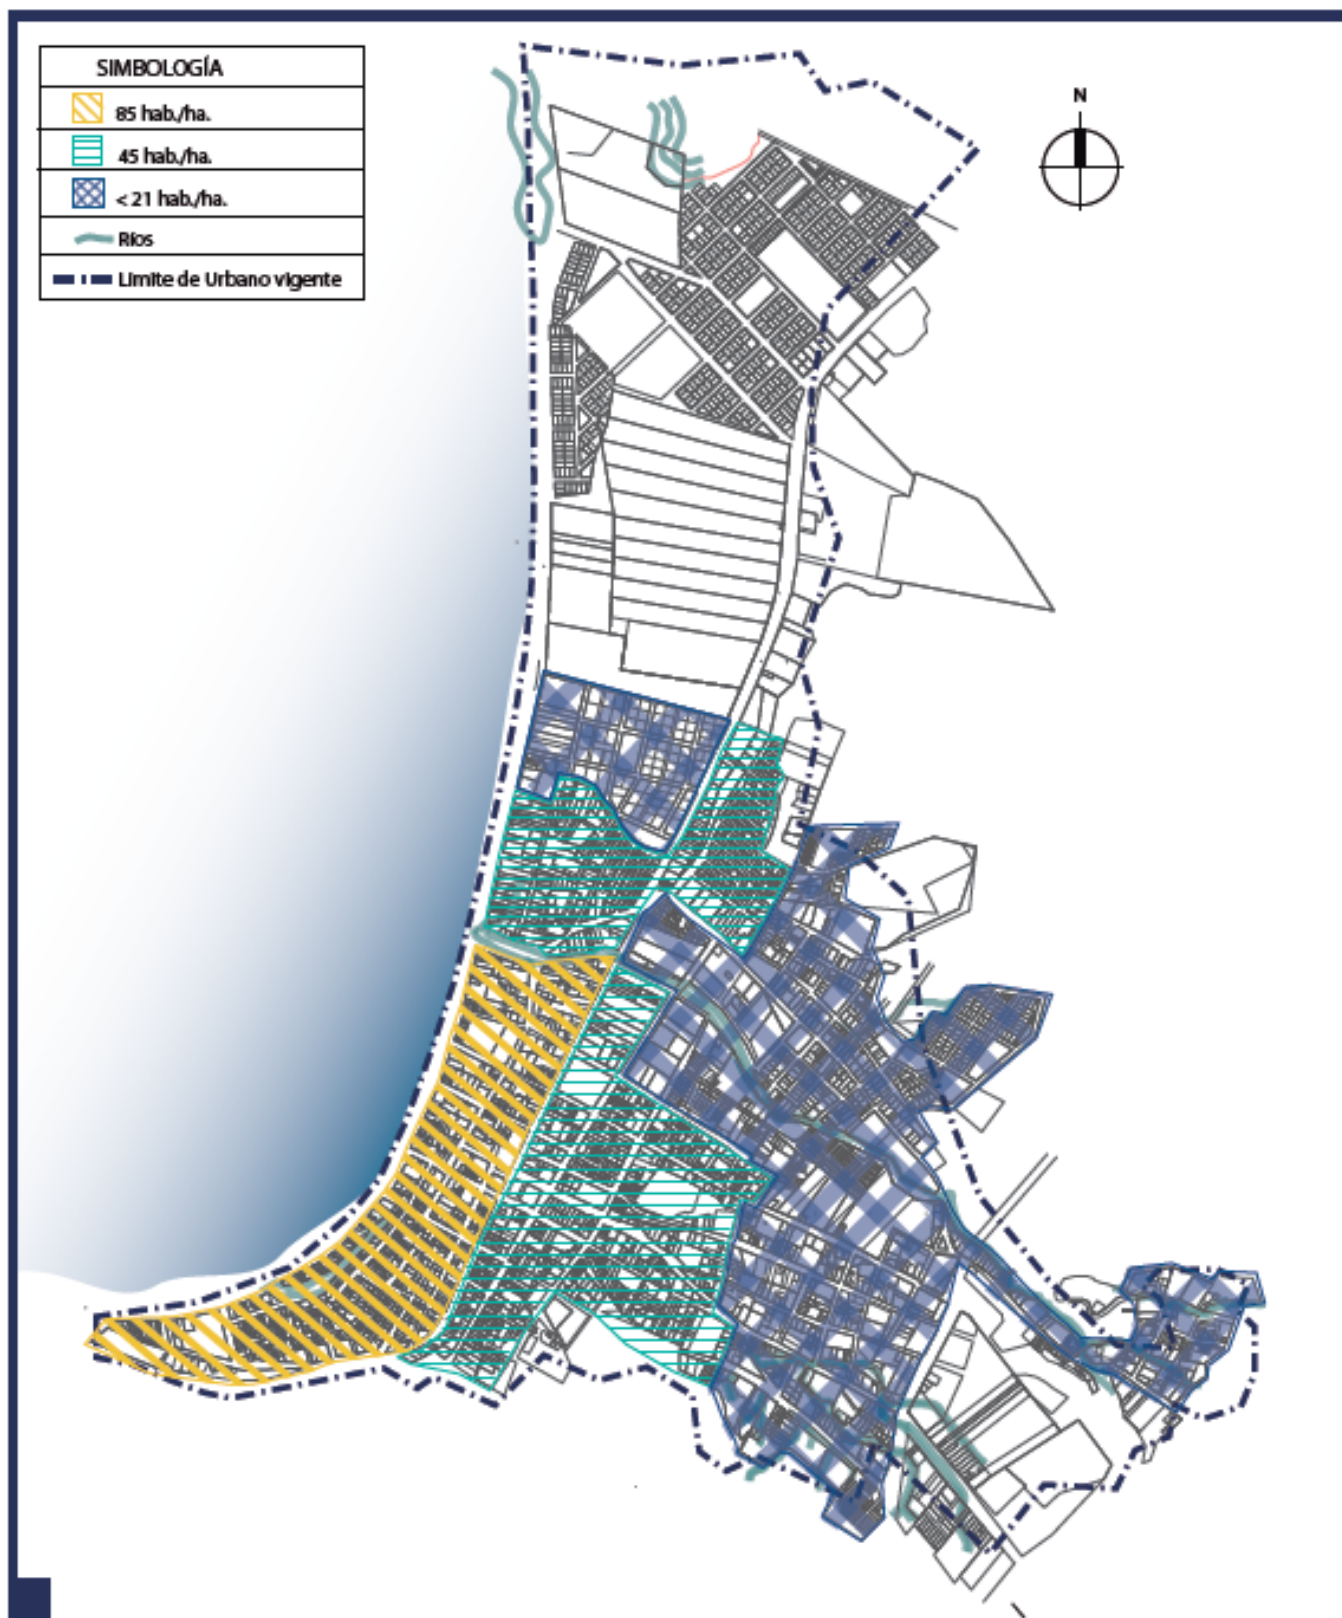 SIMBOLOGÍA
85 hab./ha.
45 hab./ha.
< 21 hab./ha.
Ríos
Limite de Urbano vigente
N